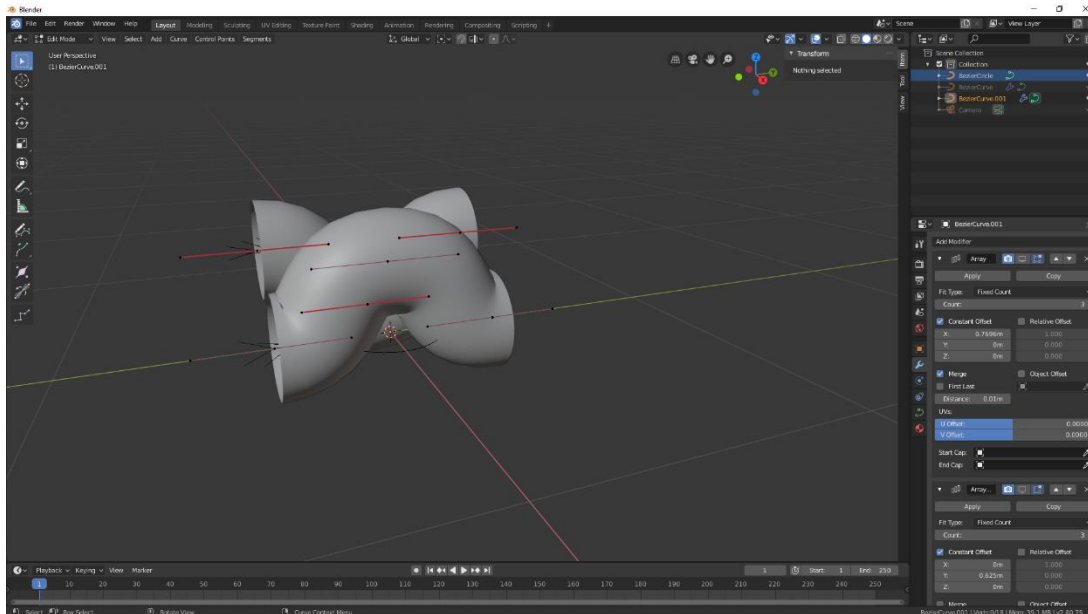 Blender
File Edit Render Window Help Layout Modeling Sculpting UV Editing Texture Paint Shading Animation Rendering Compositing Scripting + Scene View Layer
Edit Mode View Select Add Curve Control Points Segments Global
User Perspective
(1) BezierCurve.001
Transform
Nothing selected
Item
Tool
View
Scene Collection
Collection
BezierCircle
BezierCurve
BezierCurve.001
Camera
BezierCurve.001
Add Modifier
Array
Apply Copy
Fit Type: Fixed Count
Count: 3
Constant Offset Relative Offset
X: 0.7696m 1.000
Y: 0m 0.000
Z: 0m 0.000
Merge Object Offset
First Last
Distance: 0.01m
UVs:
U Offset: 0.0000
V Offset: 0.0000
Start Cap:
End Cap:
Array...
Apply Copy
Fit Type: Fixed Count
Count: 3
Constant Offset Relative Offset
X: 0m 1.000
Y: 0.625m 0.000
Z: 0m 0.000
Merge Object Offset
Playback Keying View Marker 1 Start: 1 End: 250
1 10 20 30 40 50 60 70 80 90 100 110 120 130 140 150 160 170 180 190 200 210 220 230 240 250
Select Box Select Rotate View Curve Context Menu